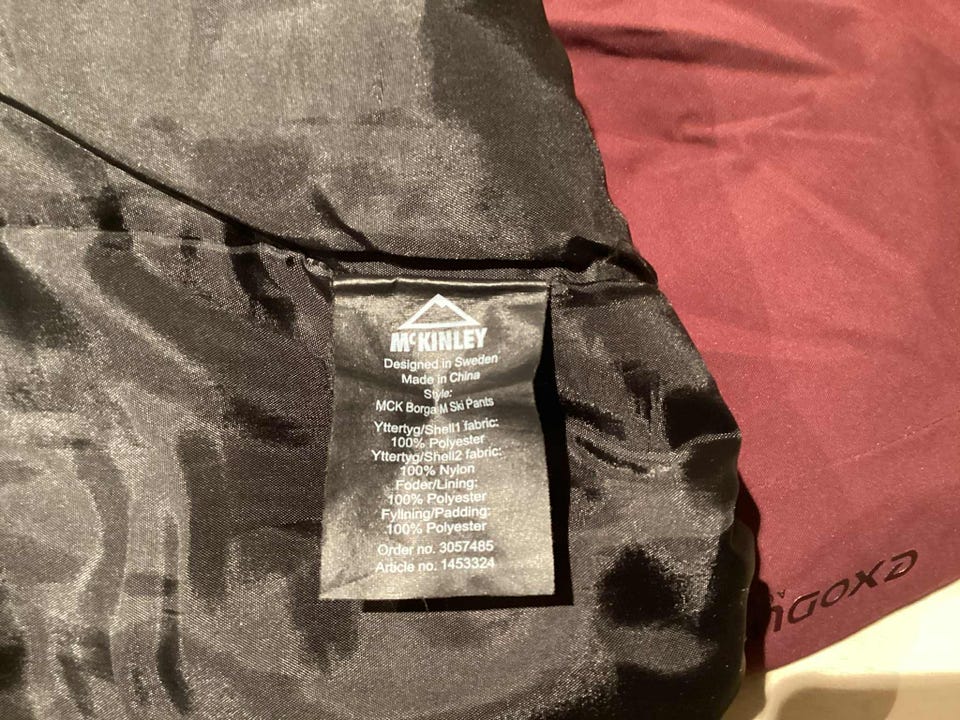 McKINLEY
Designed in Sweden
Made in China
Style:
MCK Borga M Ski Pants
Yttertyg/Shell1 fabric:
100% Polyester
Yttertyg/Shell2 fabric:
100% Nylon
Foder/Lining:
100% Polyester
Fyllning/Padding:
100% Polyester
Order no. 3057485
Article no. 1453324